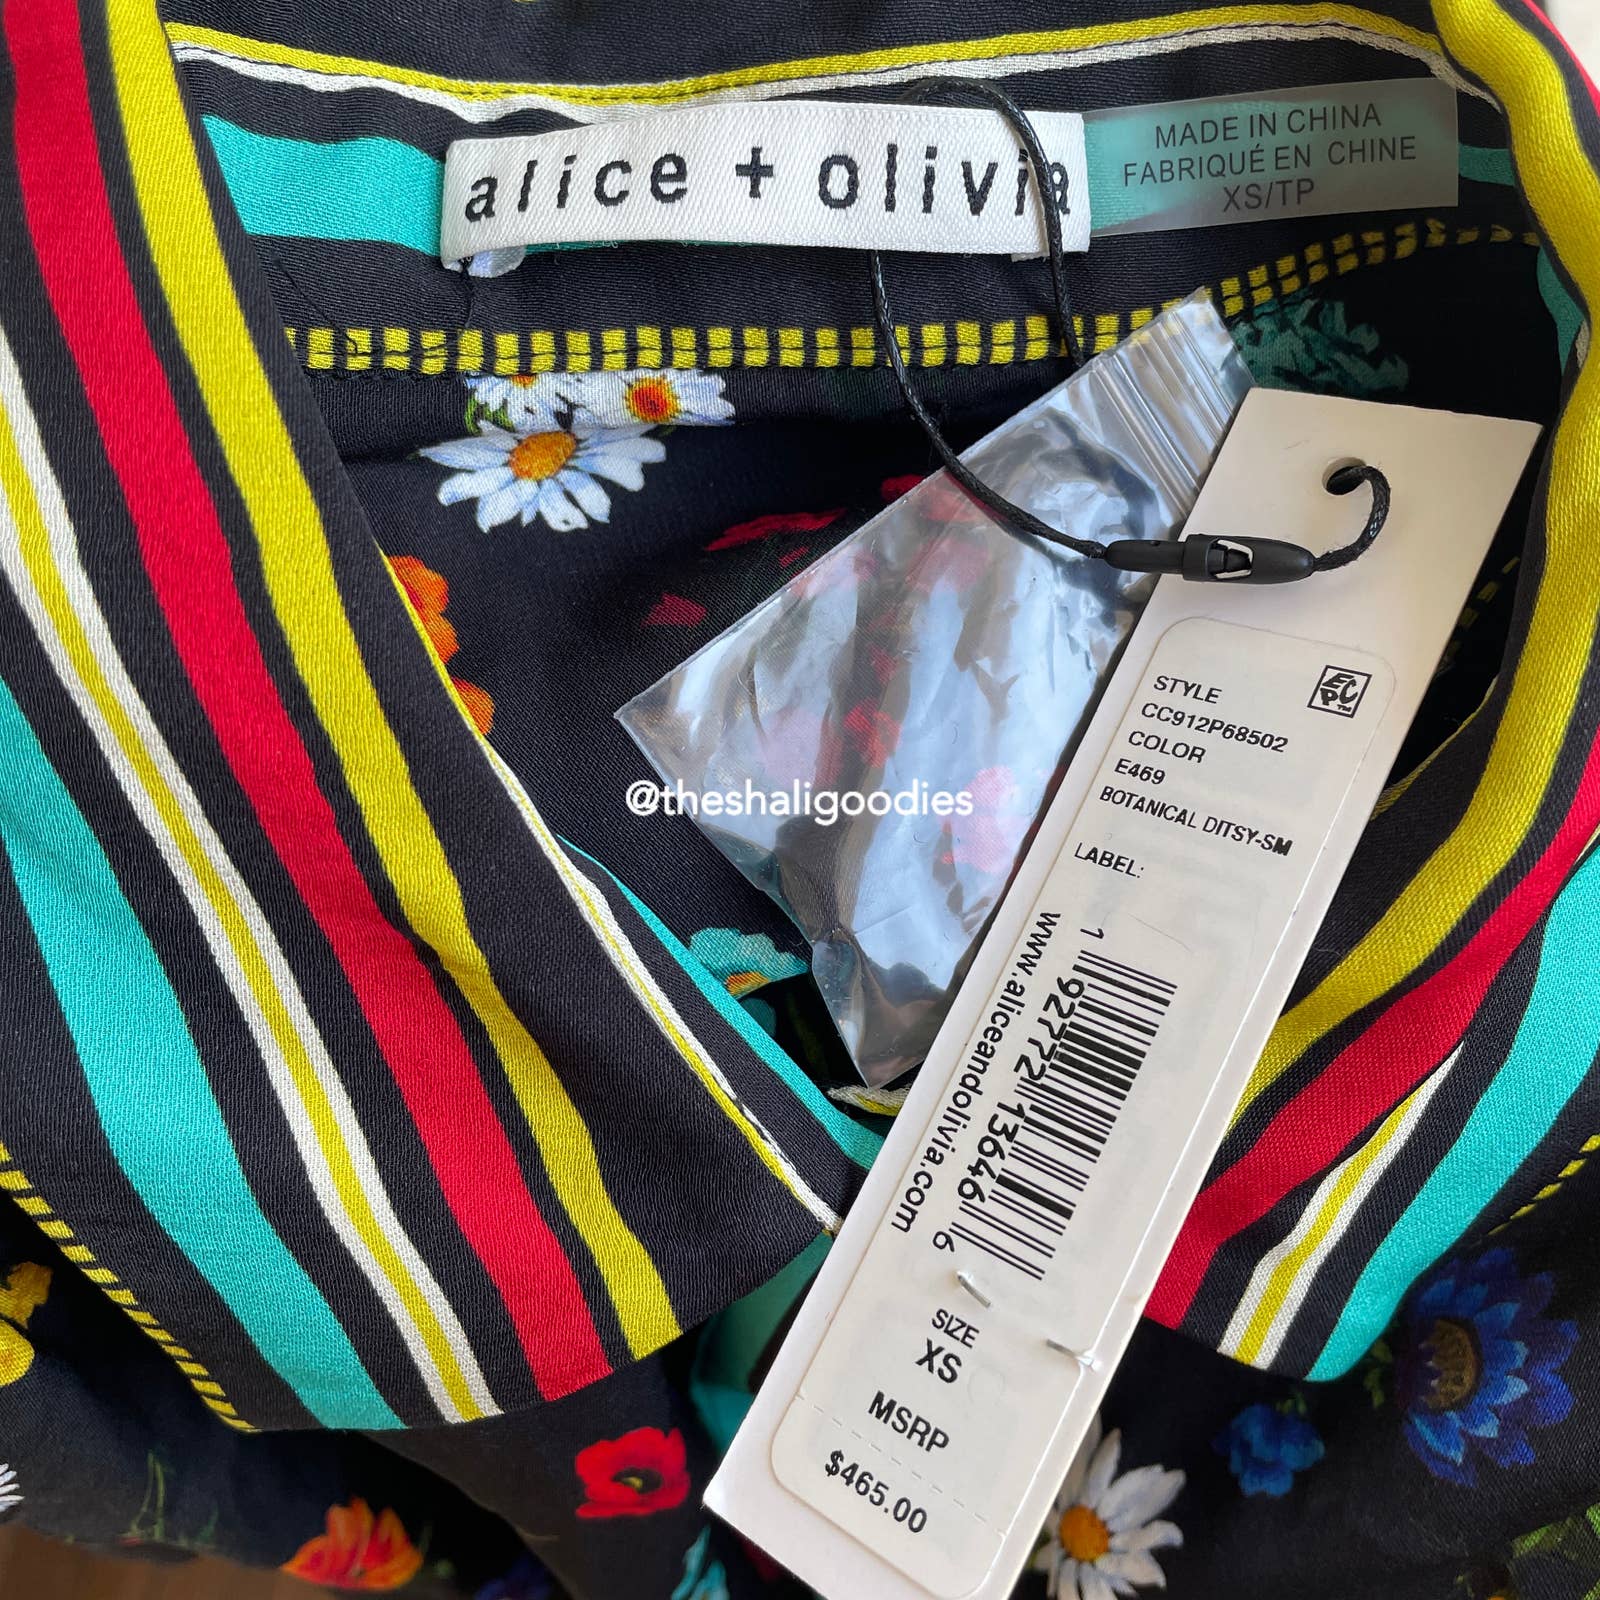 alice + olivia
MADE IN CHINA
FABRIQUÉ EN CHINE
XS/TP
@theshaligoodies
STYLE
CC912P68502
COLOR
E469
BOTANICAL DITSY-SM
LABEL:
ECPC™
1 92772 13646 6
www.aliceandolivia.com
SIZE
XS
MSRP
$465.00